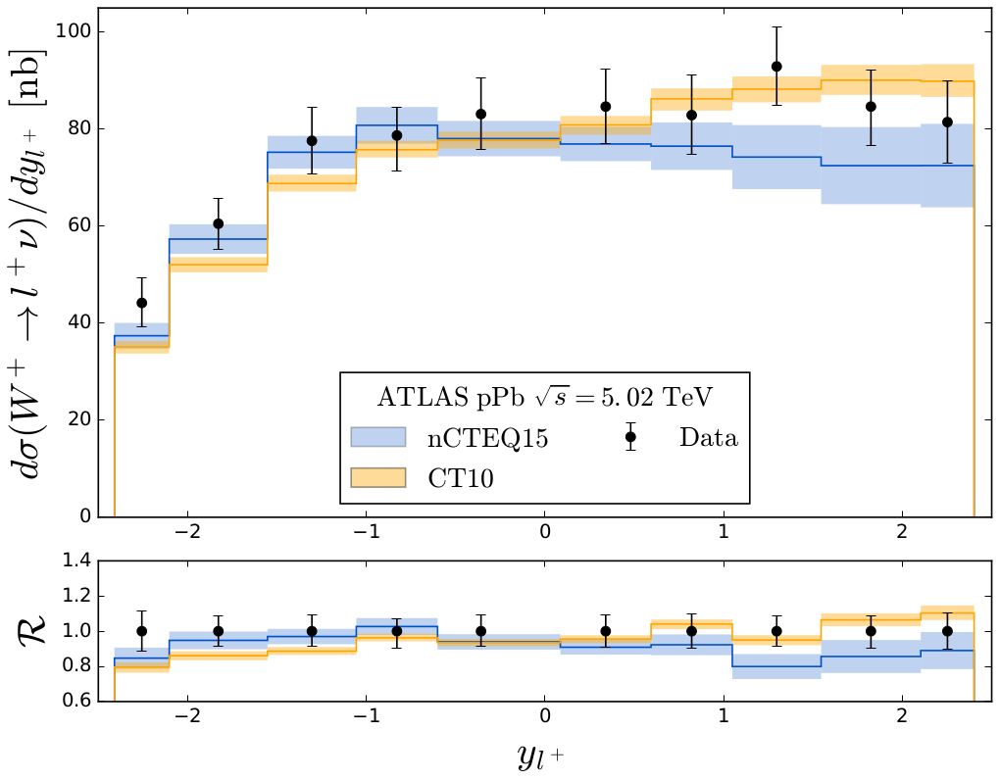 100
80
60
40
20
0
dσ(W⁺ → l⁺ν)/dy_{l⁺} [nb]
ATLAS pPb √s = 5.02 TeV
nCTEQ15 Data
CT10
−2 −1 0 1 2
1.4
1.2
1.0
0.8
0.6
ℛ
−2 −1 0 1 2
y_{l⁺}